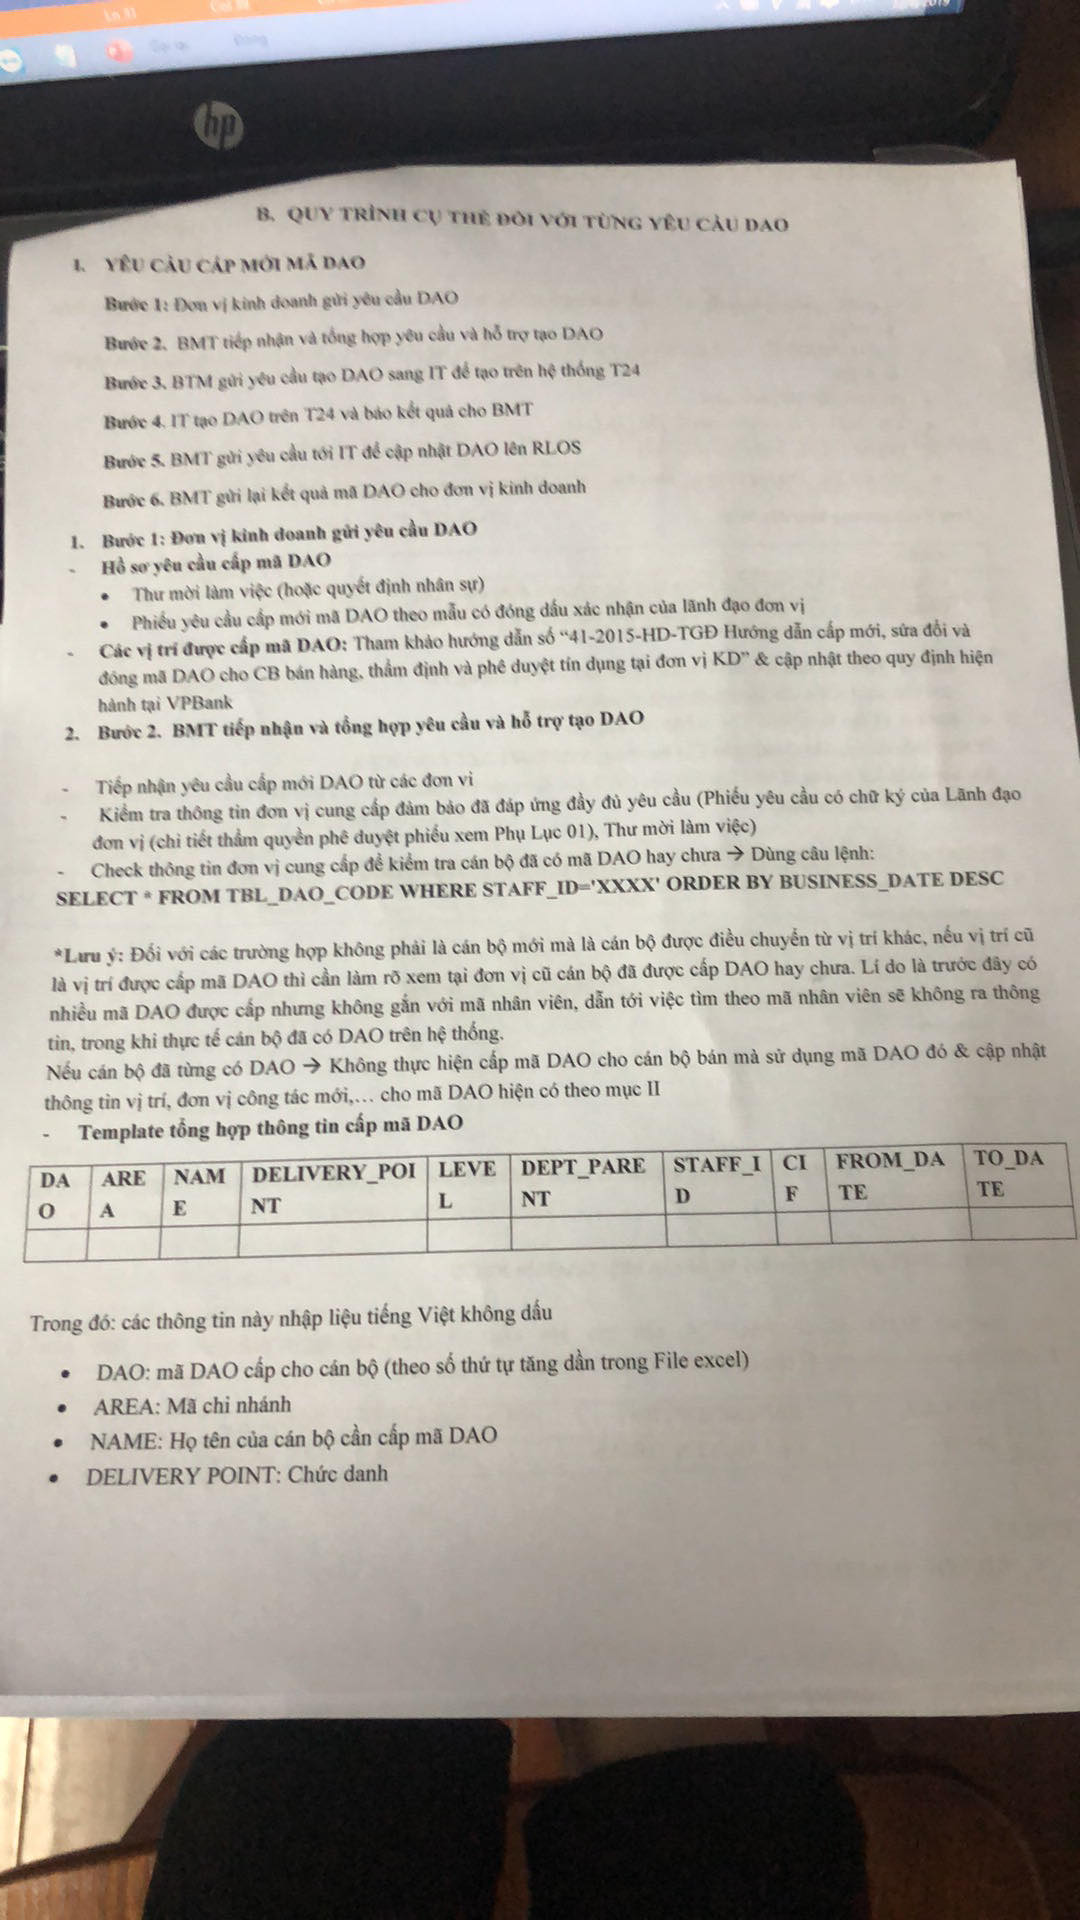 Ln 31
hp
B. QUY TRÌNH CỤ THỂ ĐỐI VỚI TỪNG YÊU CẦU DAO
I. YÊU CẦU CẤP MỚI MÃ DAO
Bước 1: Đơn vị kinh doanh gửi yêu cầu DAO
Bước 2. BMT tiếp nhận và tổng hợp yêu cầu và hỗ trợ tạo DAO
Bước 3. BTM gửi yêu cầu tạo DAO sang IT để tạo trên hệ thống T24
Bước 4. IT tạo DAO trên T24 và báo kết quả cho BMT
Bước 5. BMT gửi yêu cầu tới IT để cập nhật DAO lên RLOS
Bước 6. BMT gửi lại kết quả mã DAO cho đơn vị kinh doanh
1. Bước 1: Đơn vị kinh doanh gửi yêu cầu DAO
- Hồ sơ yêu cầu cấp mã DAO
• Thư mời làm việc (hoặc quyết định nhân sự)
• Phiếu yêu cầu cấp mới mã DAO theo mẫu có đóng dấu xác nhận của lãnh đạo đơn vị
- Các vị trí được cấp mã DAO: Tham khảo hướng dẫn số “41-2015-HD-TGĐ Hướng dẫn cấp mới, sửa đổi và
đóng mã DAO cho CB bán hàng, thẩm định và phê duyệt tín dụng tại đơn vị KD” & cập nhật theo quy định hiện
hành tại VPBank
2. Bước 2. BMT tiếp nhận và tổng hợp yêu cầu và hỗ trợ tạo DAO
- Tiếp nhận yêu cầu cấp mới DAO từ các đơn vi
- Kiểm tra thông tin đơn vị cung cấp đảm bảo đã đáp ứng đầy đủ yêu cầu (Phiếu yêu cầu có chữ ký của Lãnh đạo
đơn vị (chi tiết thẩm quyền phê duyệt phiếu xem Phụ Lục 01), Thư mời làm việc)
- Check thông tin đơn vị cung cấp để kiểm tra cán bộ đã có mã DAO hay chưa → Dùng câu lệnh:
SELECT * FROM TBL_DAO_CODE WHERE STAFF_ID='XXXX' ORDER BY BUSINESS_DATE DESC
*Lưu ý: Đối với các trường hợp không phải là cán bộ mới mà là cán bộ được điều chuyển từ vị trí khác, nếu vị trí cũ
là vị trí được cấp mã DAO thì cần làm rõ xem tại đơn vị cũ cán bộ đã được cấp DAO hay chưa. Lí do là trước đây có
nhiều mã DAO được cấp nhưng không gắn với mã nhân viên, dẫn tới việc tìm theo mã nhân viên sẽ không ra thông
tin, trong khi thực tế cán bộ đã có DAO trên hệ thống.
Nếu cán bộ đã từng có DAO → Không thực hiện cấp mã DAO cho cán bộ bán mà sử dụng mã DAO đó & cập nhật
thông tin vị trí, đơn vị công tác mới,… cho mã DAO hiện có theo mục II
- Template tổng hợp thông tin cấp mã DAO
DA ARE NAM DELIVERY_POI LEVE DEPT_PARE STAFF_I CI FROM_DA TO_DA
O A E NT L NT D F TE TE
Trong đó: các thông tin này nhập liệu tiếng Việt không dấu
• DAO: mã DAO cấp cho cán bộ (theo số thứ tự tăng dần trong File excel)
• AREA: Mã chi nhánh
• NAME: Họ tên của cán bộ cần cấp mã DAO
• DELIVERY POINT: Chức danh